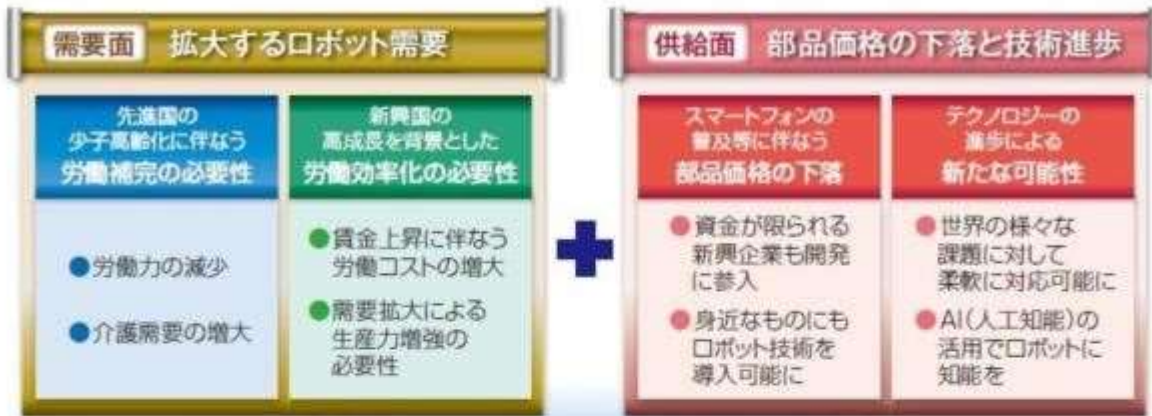 需要面 拡大するロボット需要
先進国の
少子高齢化に伴なう
労働補完の必要性
●労働力の減少
●介護需要の増大
新興国の
高成長を背景とした
労働効率化の必要性
●賃金上昇に伴なう
労働コストの増大
●需要拡大による
生産力増強の
必要性
供給面 部品価格の下落と技術進歩
スマートフォンの
普及等に伴なう
部品価格の下落
●資金が限られる
新興企業も開発
に参入
●身近なものにも
ロボット技術を
導入可能に
テクノロジーの
進歩による
新たな可能性
●世界の様々な
課題に対して
柔軟に対応可能に
●AI(人工知能)の
活用でロボットに
知能を